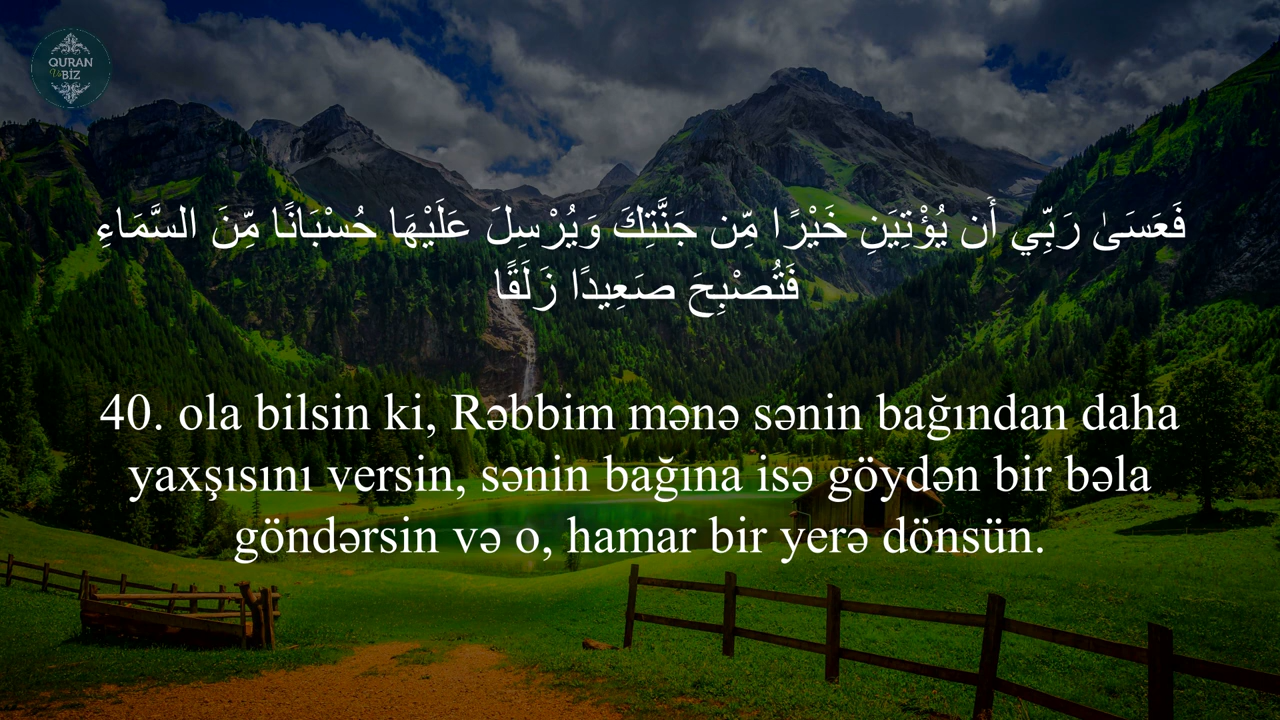 QURAN
Və BİZ
فَعَسَىٰ رَبِّي أَن يُؤْتِيَنِ خَيْرًا مِّن جَنَّتِكَ وَيُرْسِلَ عَلَيْهَا حُسْبَانًا مِّنَ السَّمَاءِ
فَتُصْبِحَ صَعِيدًا زَلَقًا
40. ola bilsin ki, Rəbbim mənə sənin bağından daha
yaxşısını versin, sənin bağına isə göydən bir bəla
göndərsin və o, hamar bir yerə dönsün.